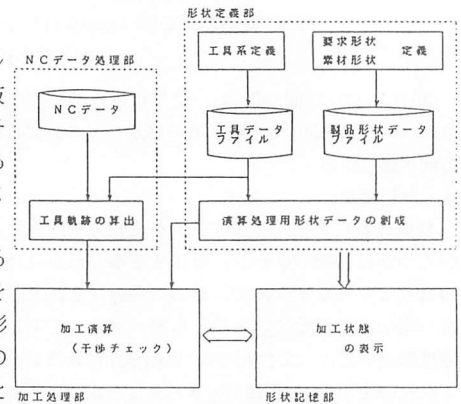 形状定義部
NCデータ処理部
工具系定義
要求形状
素材形状
定義
NCデータ
工具データ
ファイル
製品形状データ
ファイル
工具軌跡の算出
演算処理用形状データの創成
加工演算
(干渉チェック)
加工状態
の表示
加工処理部
形状記憶部